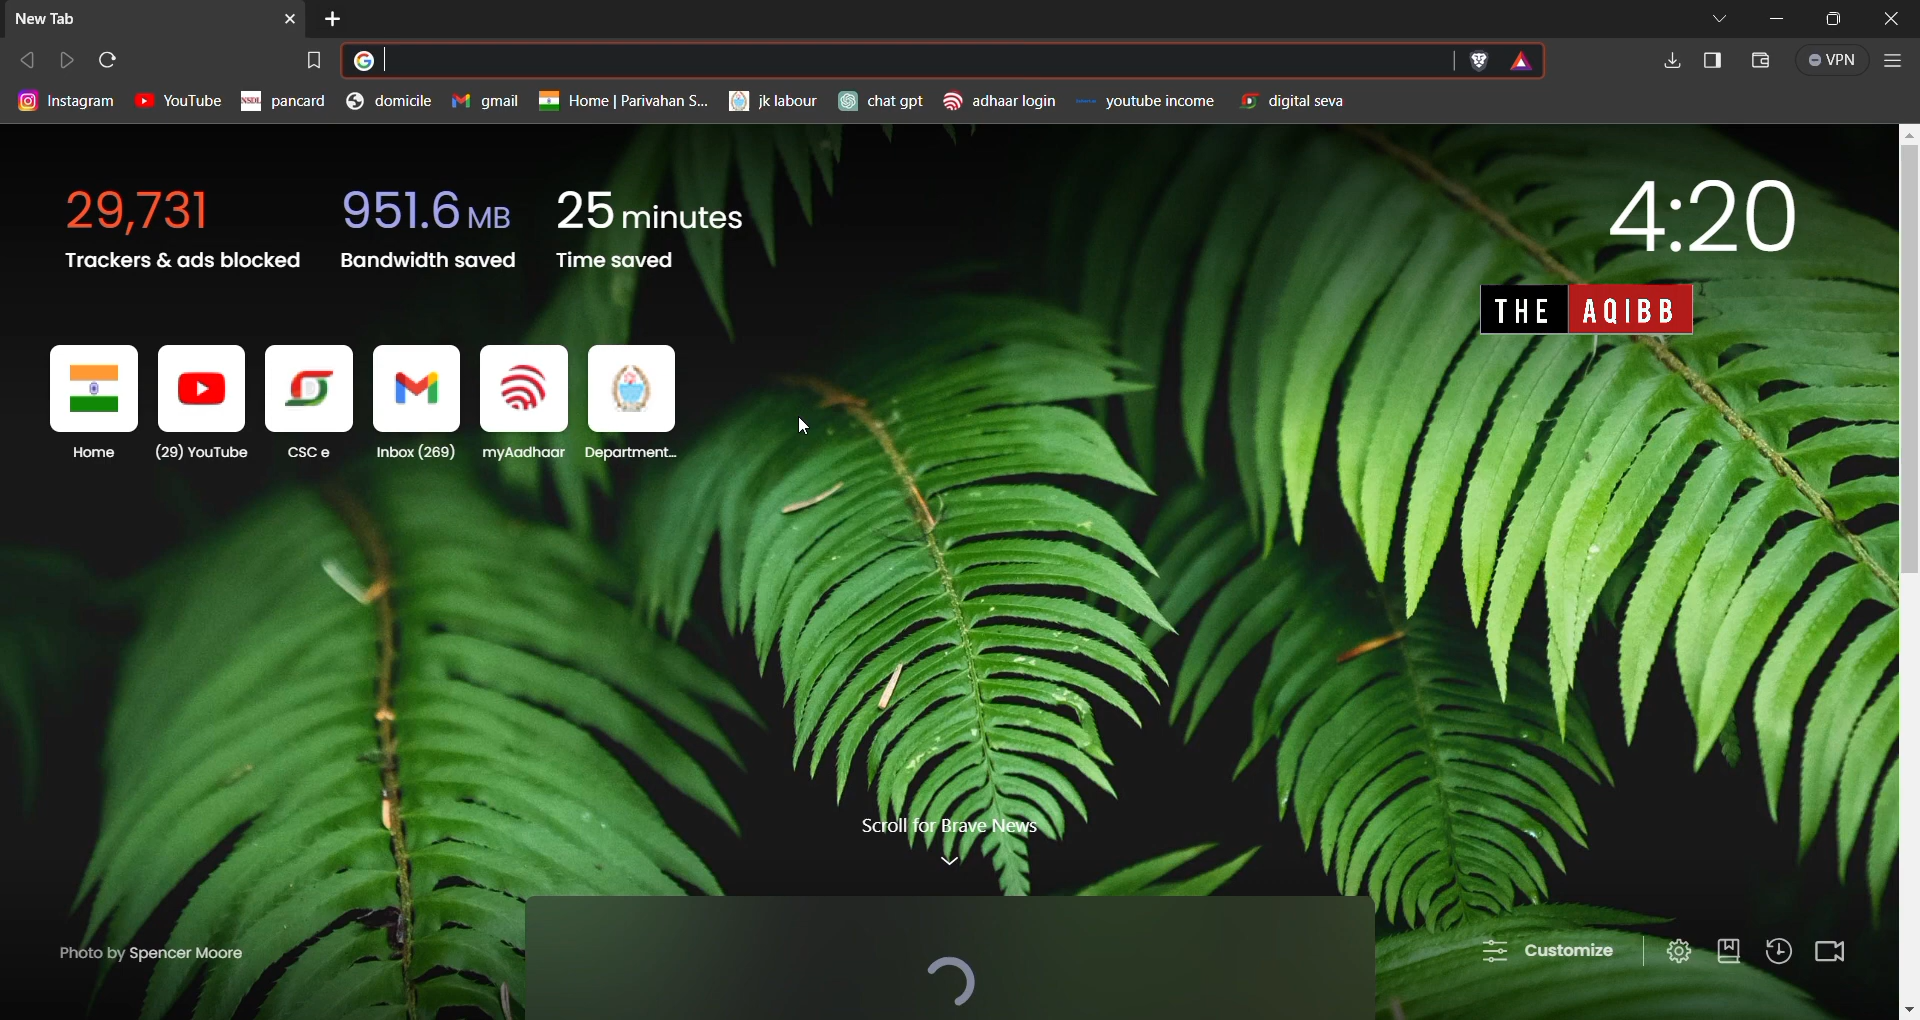 New Tab
VPN
Instagram YouTube NSDL pancard domicile gmail Home | Parivahan S... jk labour chat gpt adhaar login youtube income digital seva
29,731 951.6 MB 25 minutes
Trackers & ads blocked Bandwidth saved Time saved
4:20
THE AQIBB
Home (29) YouTube CSC e Inbox (269) myAadhaar Department...
Scroll for Brave News
Photo by Spencer Moore
Customize